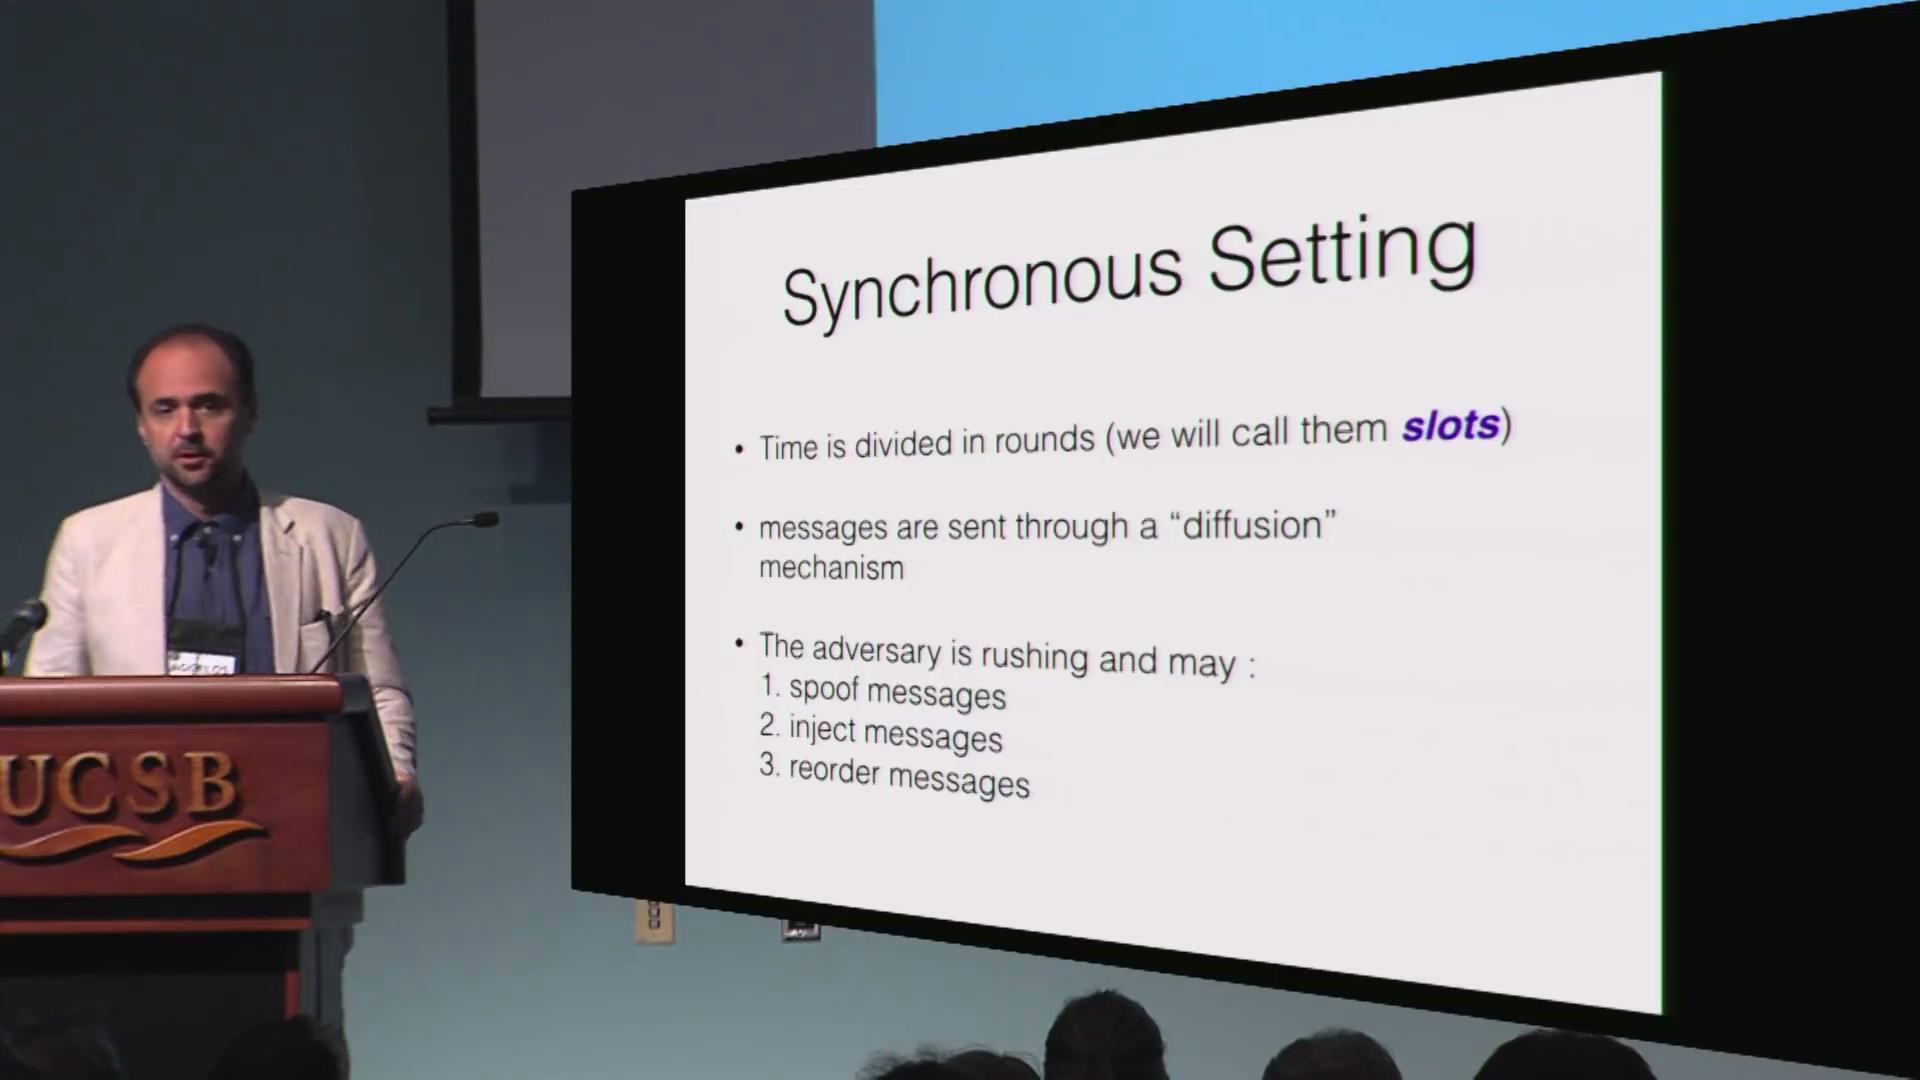 Synchronous Setting
• Time is divided in rounds (we will call them slots)
• messages are sent through a “diffusion”
mechanism
• The adversary is rushing and may :
1. spoof messages
2. inject messages
3. reorder messages
UCSB